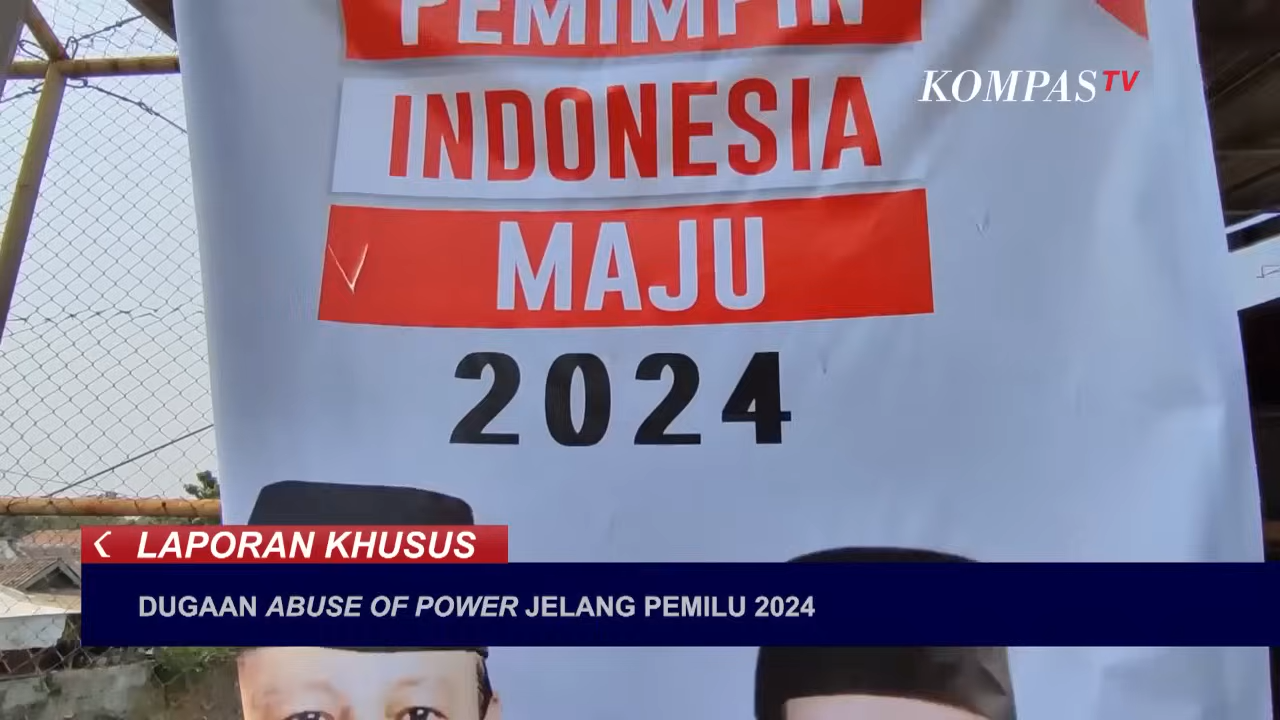 PEMIMPIN
KOMPASTV
INDONESIA
MAJU
2024
LAPORAN KHUSUS
DUGAAN ABUSE OF POWER JELANG PEMILU 2024